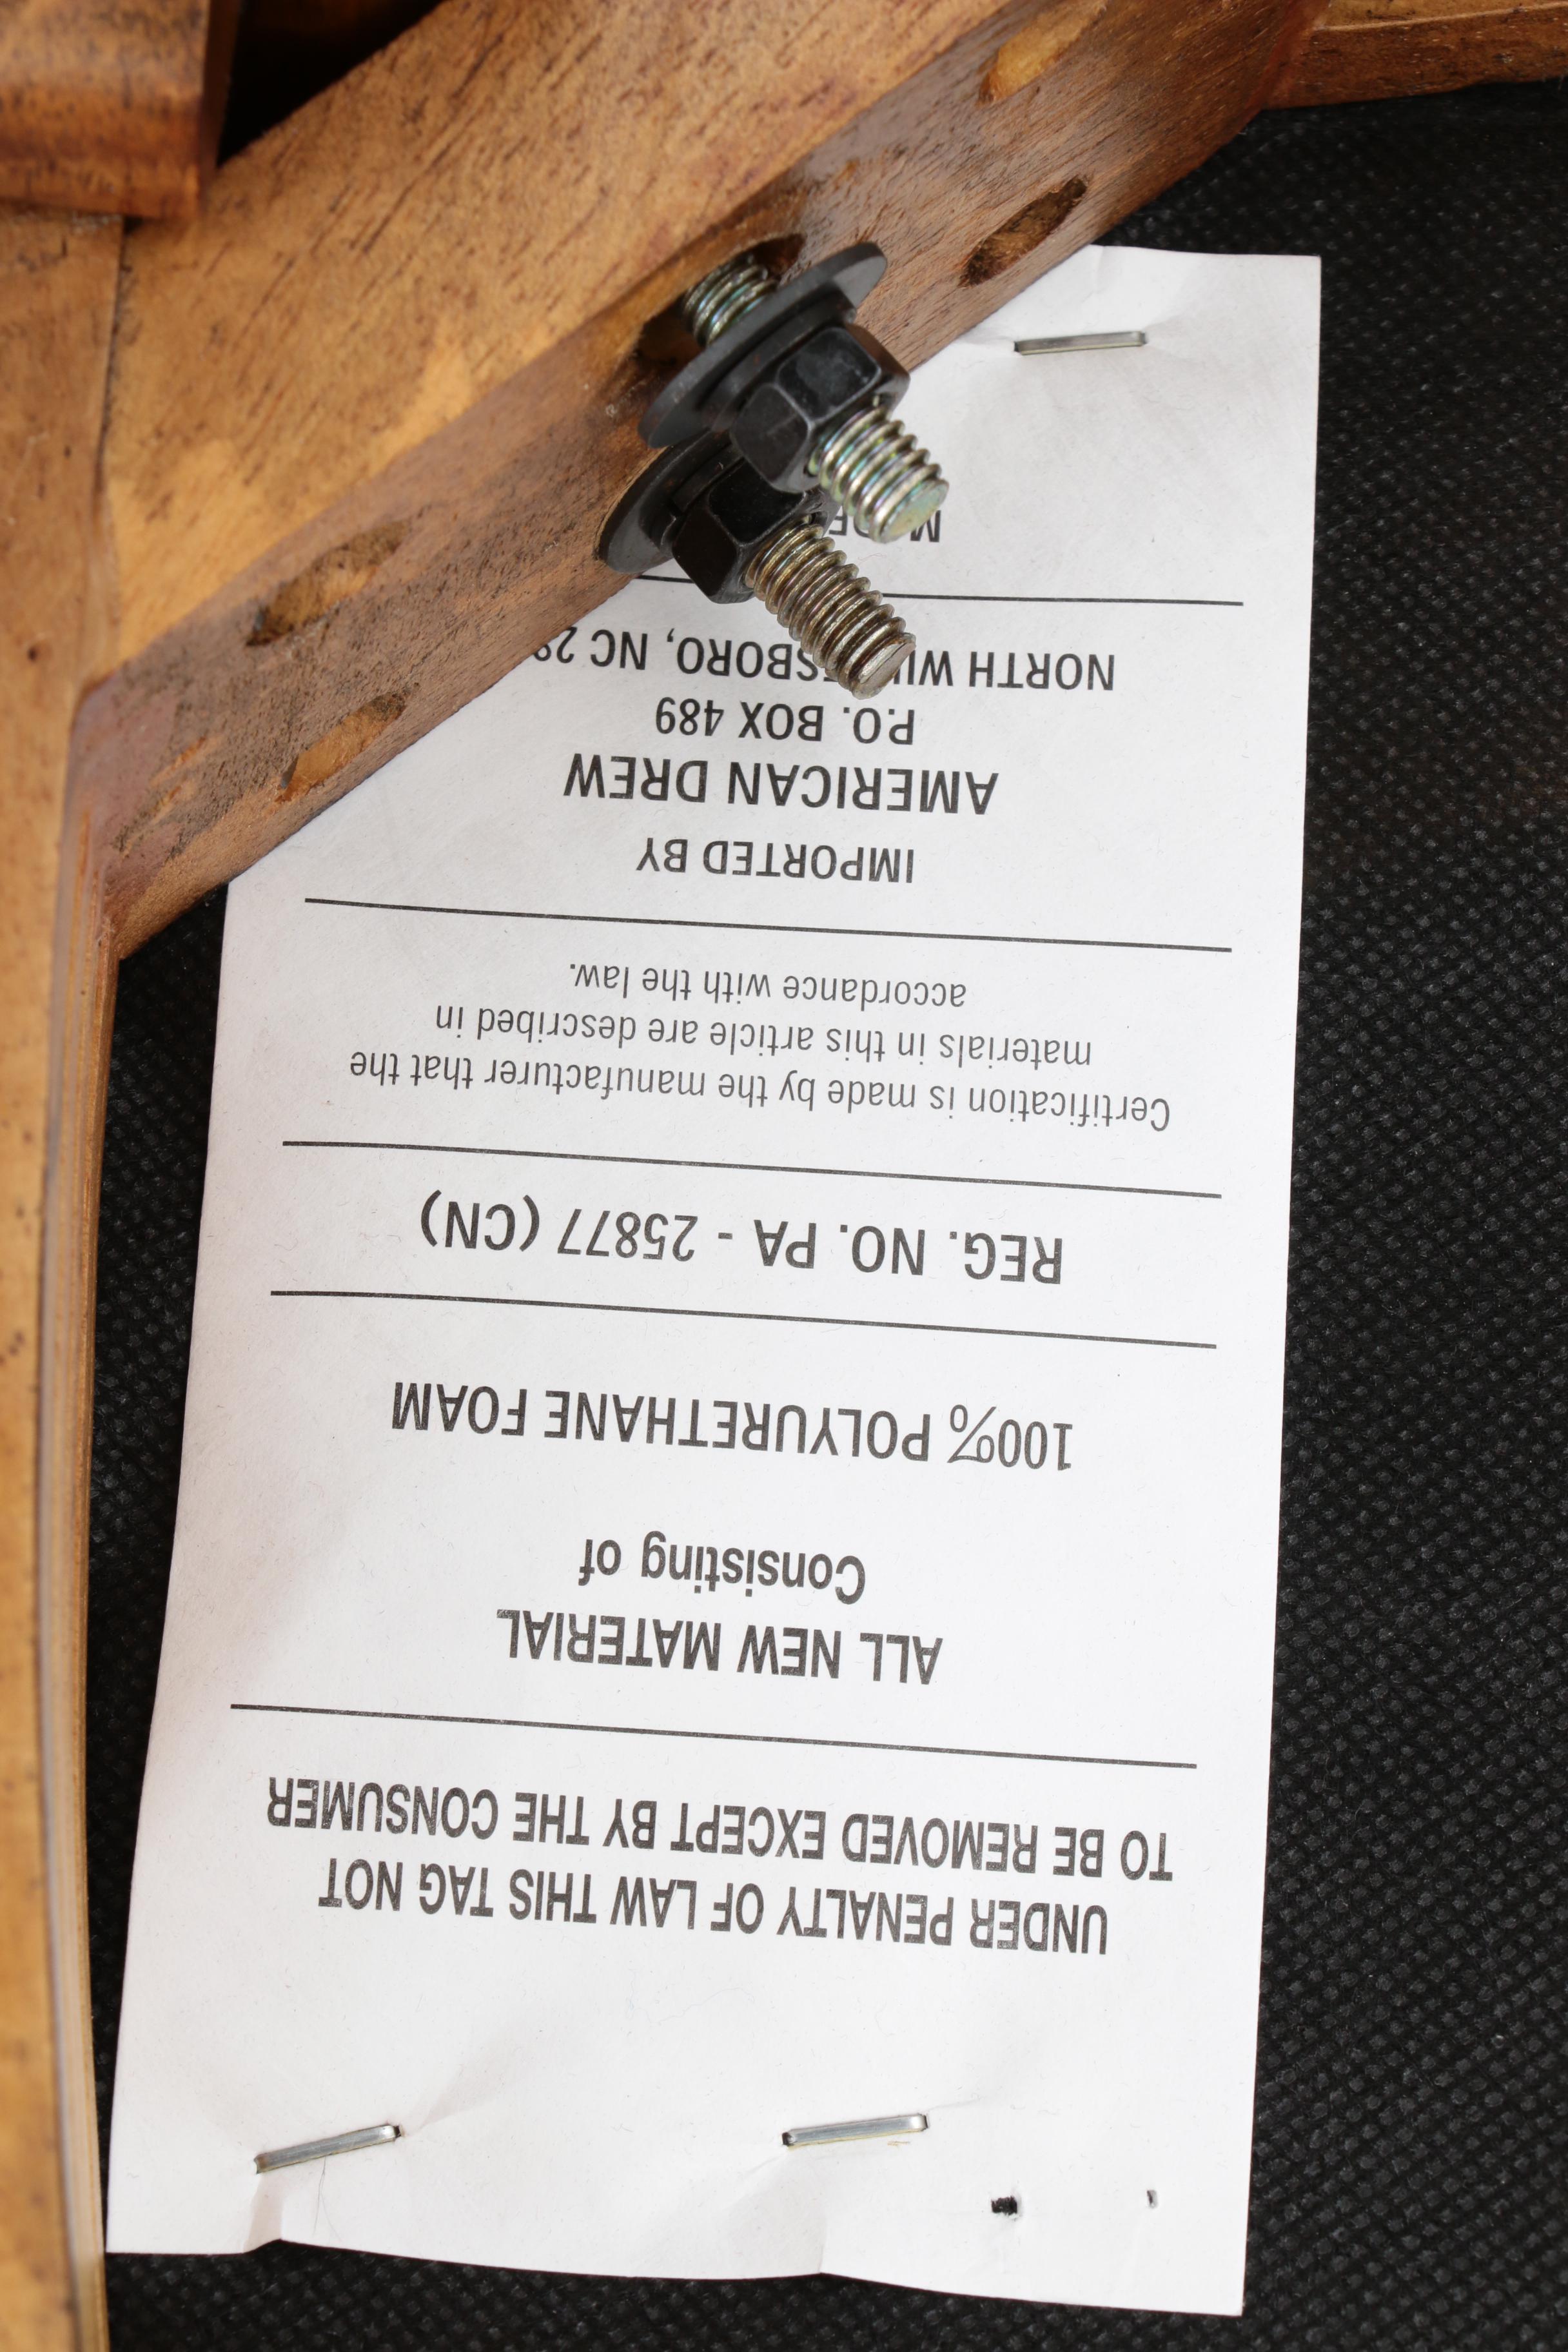 UNDER PENALTY OF LAW THIS TAG NOT
TO BE REMOVED EXCEPT BY THE CONSUMER
ALL NEW MATERIAL
Consisting of
100% POLYURETHANE FOAM
REG. NO. PA - 25877 (CN)
Certification is made by the manufacturer that the
materials in this article are described in
accordance with the law.
IMPORTED BY
AMERICAN DREW
P.O. BOX 489
NORTH NC